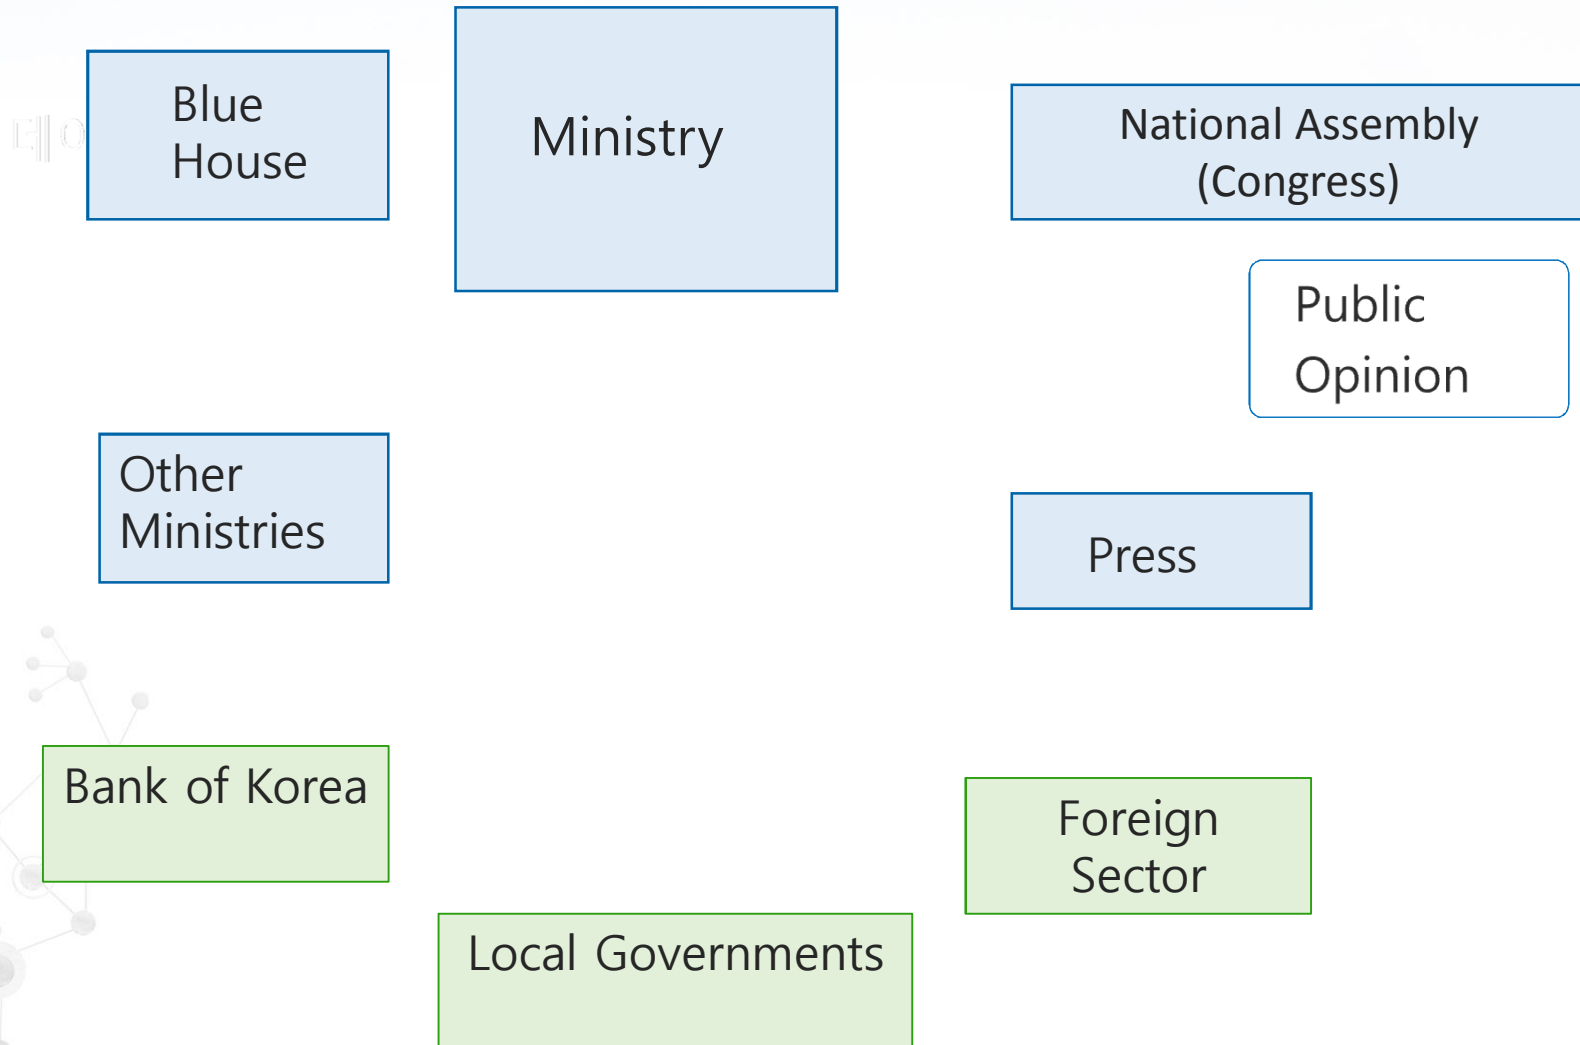 Blue
House
Ministry
National Assembly
(Congress)
Public
Opinion
Other
Ministries
Press
Bank of Korea
Foreign
Sector
Local Governments